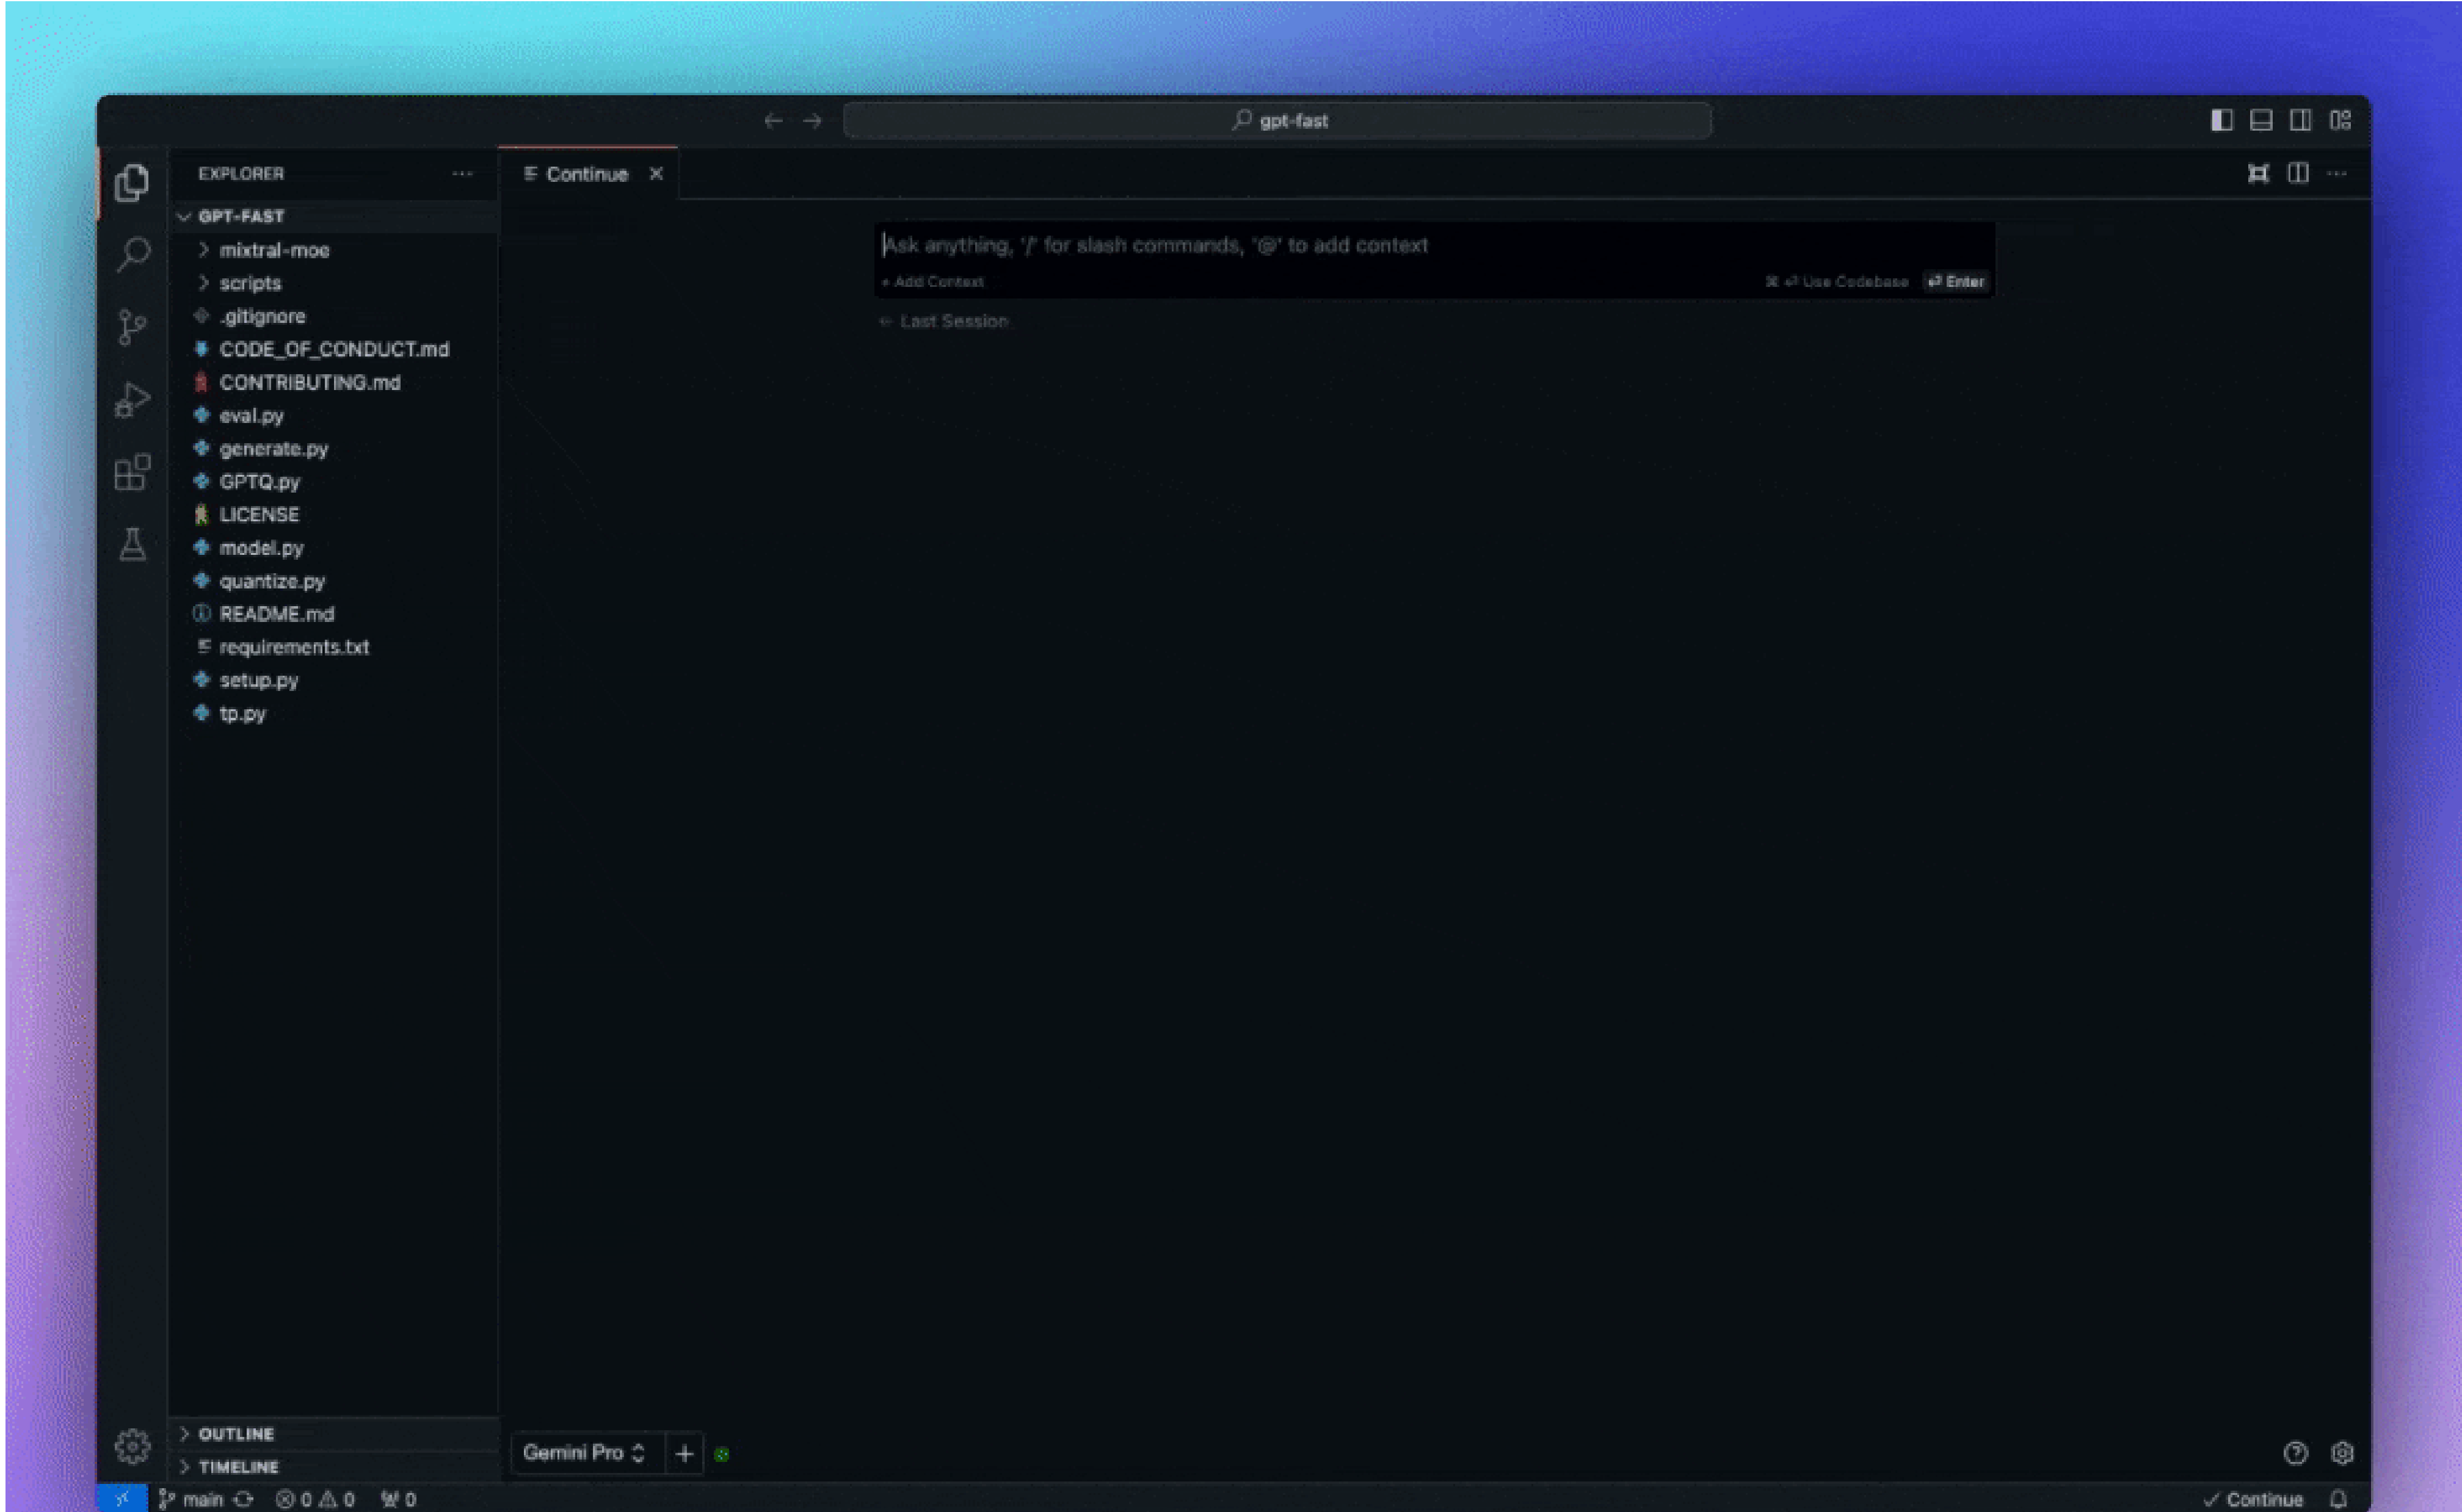 gpt-fast
EXPLORER
Continue
GPT-FAST
mixtral-moe
scripts
.gitignore
CODE_OF_CONDUCT.md
CONTRIBUTING.md
eval.py
generate.py
GPTQ.py
LICENSE
model.py
quantize.py
README.md
requirements.txt
setup.py
tp.py
OUTLINE
TIMELINE
Ask anything, '/' for slash commands, '@' to add context
+ Add Context
⌘ ⏎ Use Codebase
⏎ Enter
← Last Session
Gemini Pro
main
0
0
0
Continue